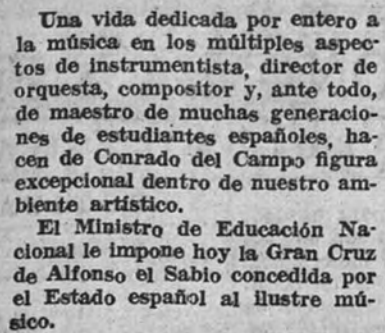 Una vida dedicada por entero a
la música en los múltiples aspec-
tos de instrumentista, director de
orquesta, compositor y, ante todo,
de maestro de muchas generacio-
nes de estudiantes españoles, ha-
cen de Conrado del Campo figura
excepcional dentro de nuestro am-
biente artístico.
El Ministro de Educación Na-
cional le impone hoy la Gran Cruz
de Alfonso el Sabio concedida por
el Estado español al ilustre mú-
sico.